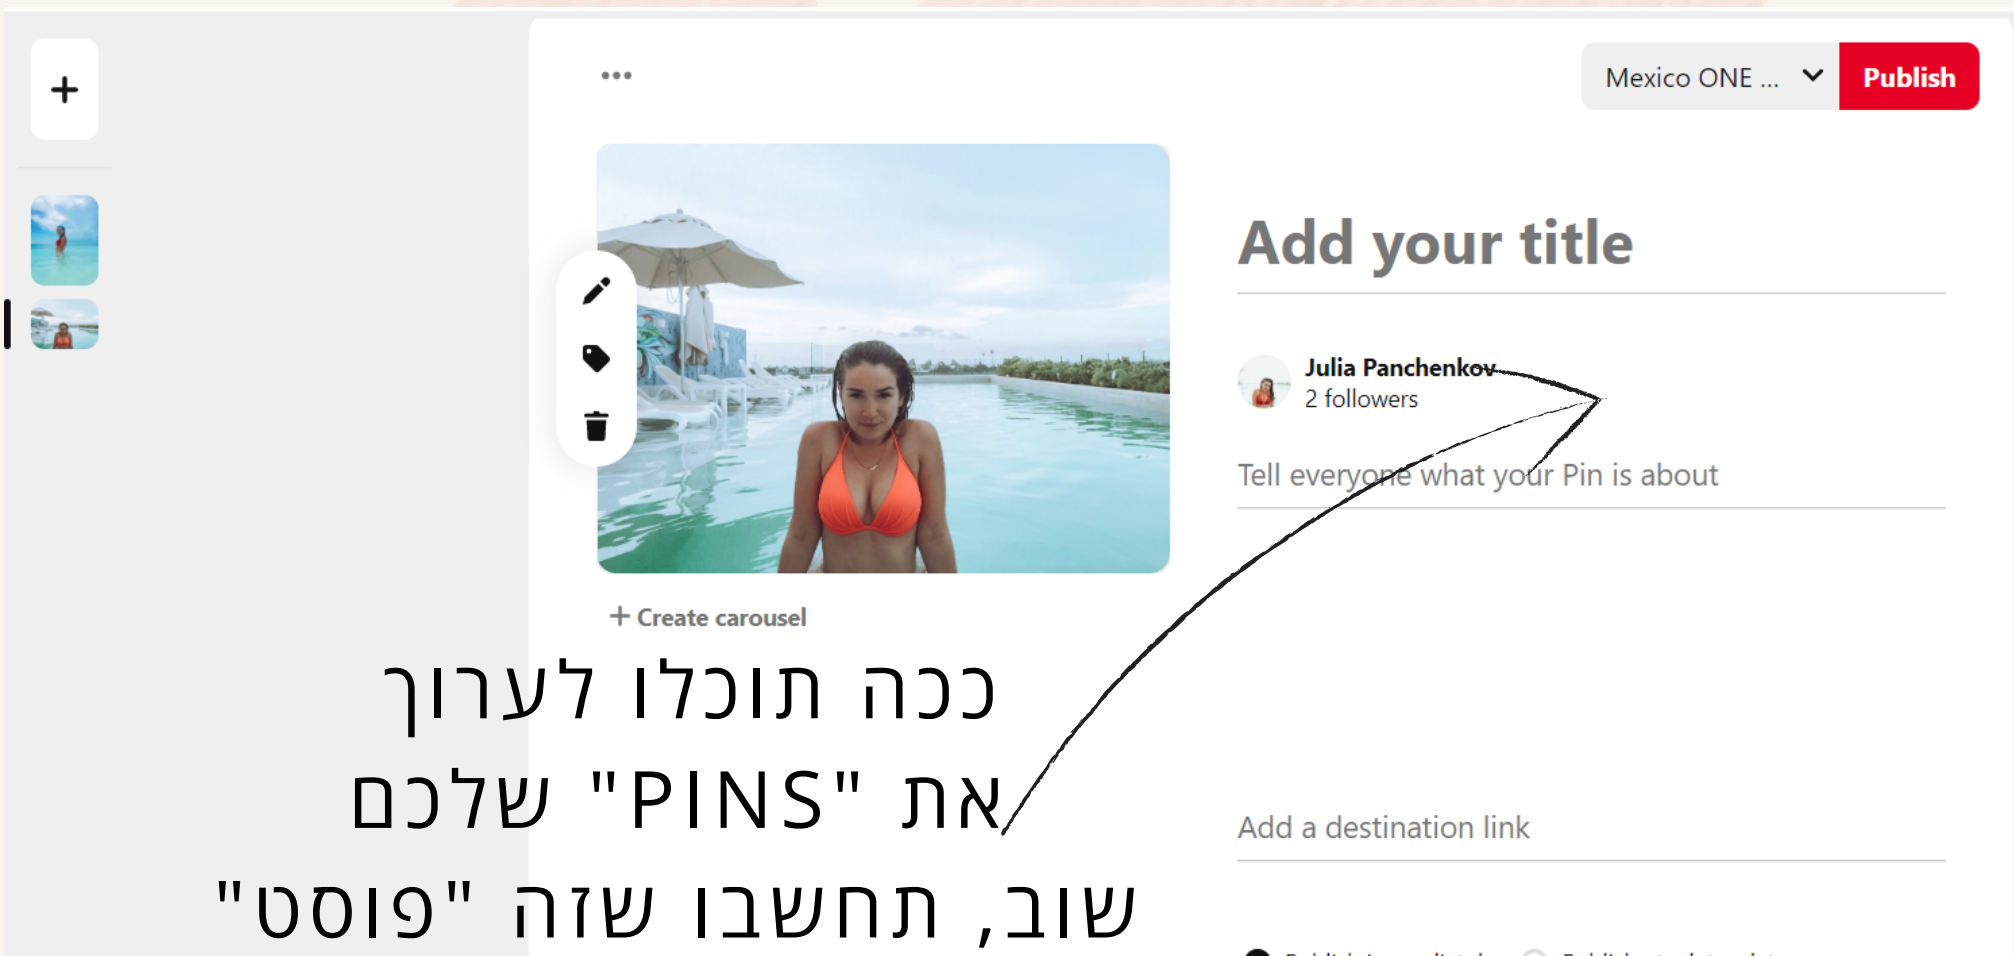 Mexico ONE ...
Publish
Add your title
Julia Panchenkov
2 followers
Tell everyone what your Pin is about
Create carousel
ככה תוכלו לערוך
את "PINS" שלכם
שוב, תחשבו שזה "פוסט"
Add a destination link